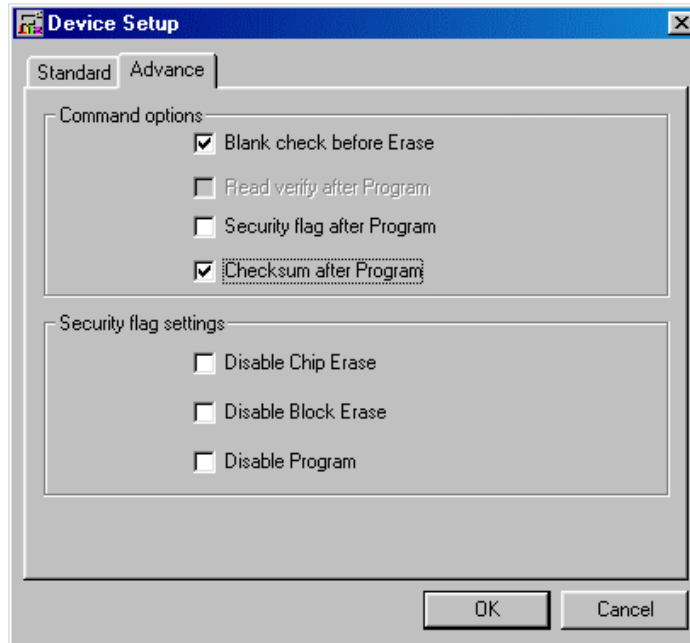 Device Setup
Standard Advance
Command options
Blank check before Erase
Read verify after Program
Security flag after Program
Checksum after Program
Security flag settings
Disable Chip Erase
Disable Block Erase
Disable Program
OK Cancel